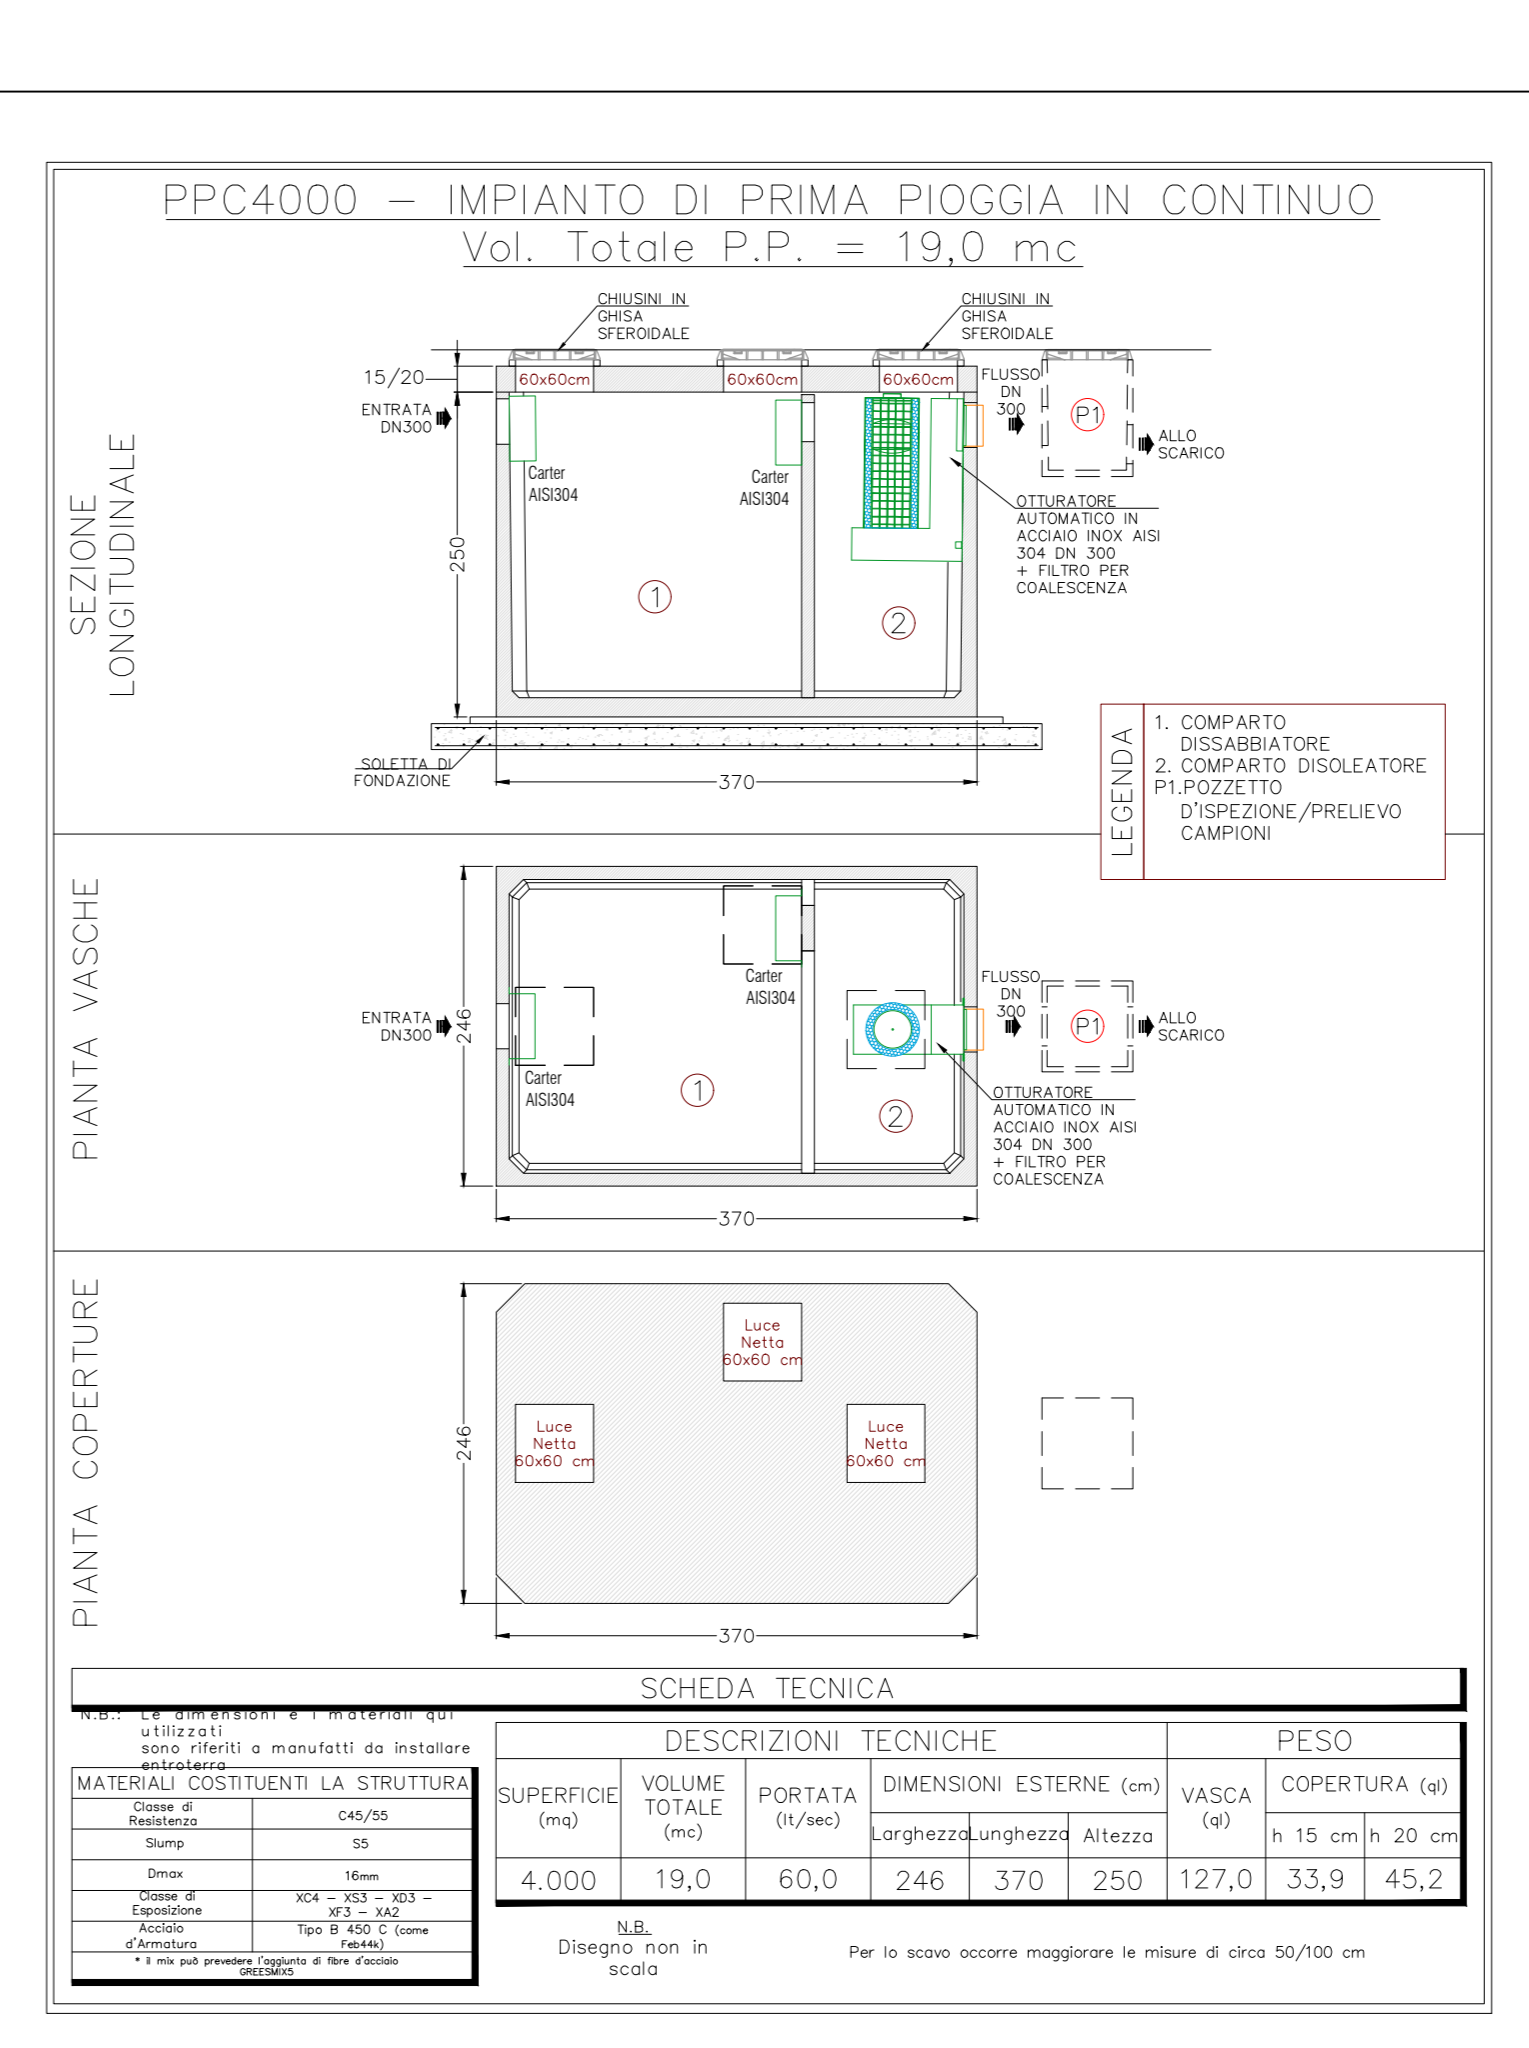 PPC4000 – IMPIANTO DI PRIMA PIOGGIA IN CONTINUO
Vol. Totale P.P. = 19,0 mc
SEZIONE
LONGITUDINALE
CHIUSINI IN
GHISA
SFEROIDALE
CHIUSINI IN
GHISA
SFEROIDALE
15/20
60x60cm
60x60cm
60x60cm
ENTRATA
DN300
FLUSSO
DN
300
P1
ALLO
SCARICO
Carter
AISI304
Carter
AISI304
OTTURATORE
AUTOMATICO IN
ACCIAIO INOX AISI
304 DN 300
+ FILTRO PER
COALESCENZA
250
1
2
SOLETTA DI
FONDAZIONE
370
LEGENDA
1. COMPARTO
DISSABBIATORE
2. COMPARTO DISOLEATORE
P1.POZZETTO
D'ISPEZIONE/PRELIEVO
CAMPIONI
PIANTA VASCHE
ENTRATA
DN300
246
Carter
AISI304
Carter
AISI304
1
2
FLUSSO
DN
300
P1
ALLO
SCARICO
OTTURATORE
AUTOMATICO IN
ACCIAIO INOX AISI
304 DN 300
+ FILTRO PER
COALESCENZA
370
PIANTA COPERTURE
246
Luce
Netta
60x60 cm
Luce
Netta
60x60 cm
Luce
Netta
60x60 cm
370
SCHEDA TECNICA
N.B.: Le dimensioni e i materiali qui
utilizzati
sono riferiti a manufatti da installare
entroterra
MATERIALI COSTITUENTI LA STRUTTURA
Classe di
Resistenza
C45/55
Slump
S5
Dmax
16mm
Classe di
Esposizione
XC4 – XS3 – XD3 –
XF3 – XA2
Acciaio
d'Armatura
Tipo B 450 C (come
Feb44k)
* il mix può prevedere l'aggiunta di fibre d'acciaio
GREESMIX5
DESCRIZIONI TECNICHE
PESO
SUPERFICIE
(mq)
VOLUME
TOTALE
(mc)
PORTATA
(lt/sec)
DIMENSIONI ESTERNE (cm)
Larghezza
Lunghezza
Altezza
VASCA
(ql)
COPERTURA (ql)
h 15 cm
h 20 cm
4.000
19,0
60,0
246
370
250
127,0
33,9
45,2
N.B.
Disegno non in
scala
Per lo scavo occorre maggiorare le misure di circa 50/100 cm